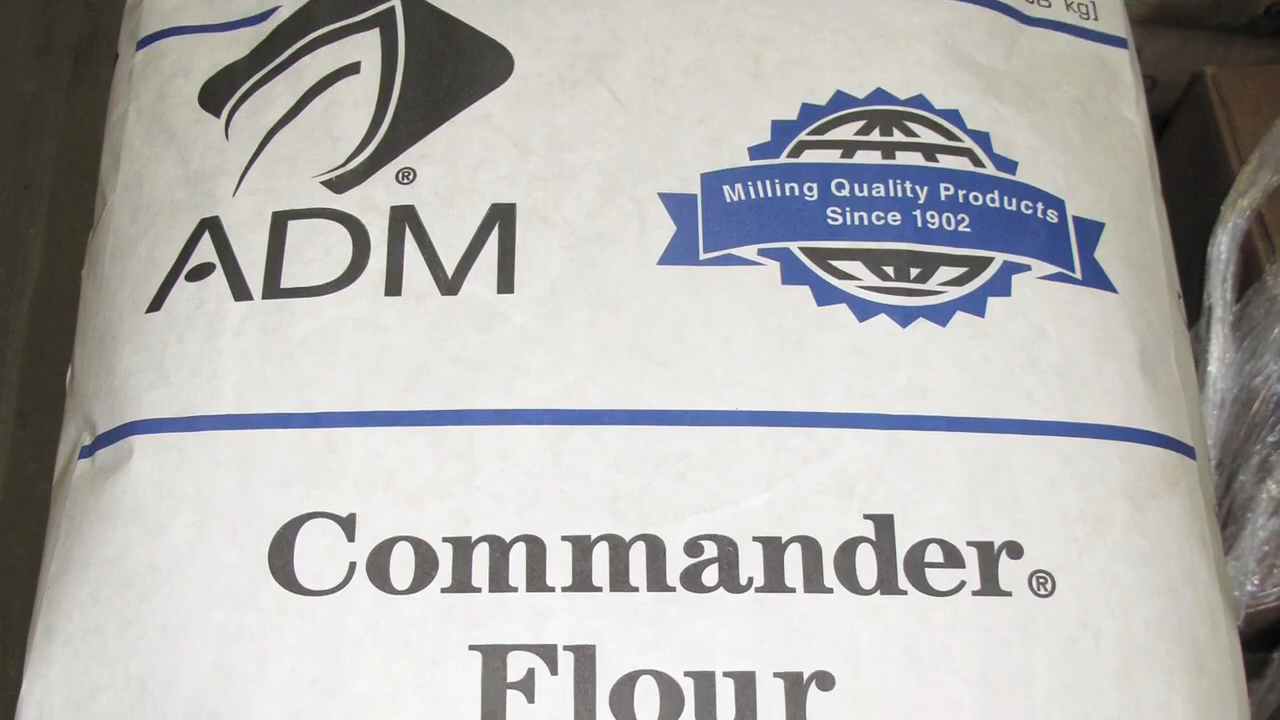 kg]
®
ADM
Milling Quality Products
Since 1902
Commander®
Flour